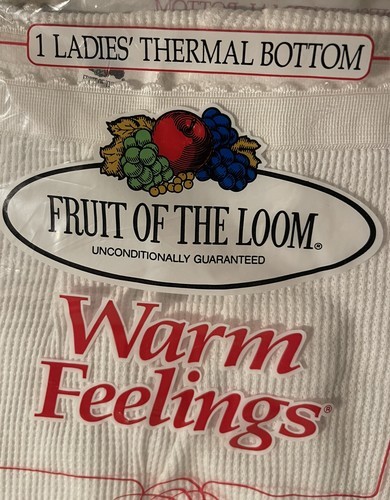 1 LADIES' THERMAL BOTTOM
FRUIT OF THE LOOM®
UNCONDITIONALLY GUARANTEED
Warm
Feelings®